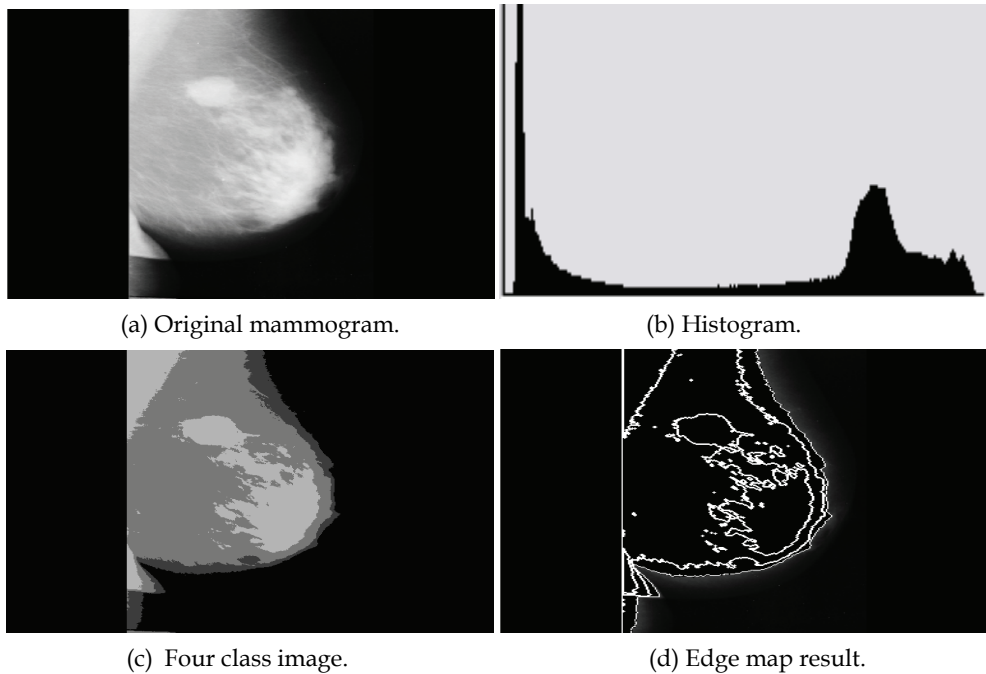 (a) Original mammogram.
(b) Histogram.
(c) Four class image.
(d) Edge map result.